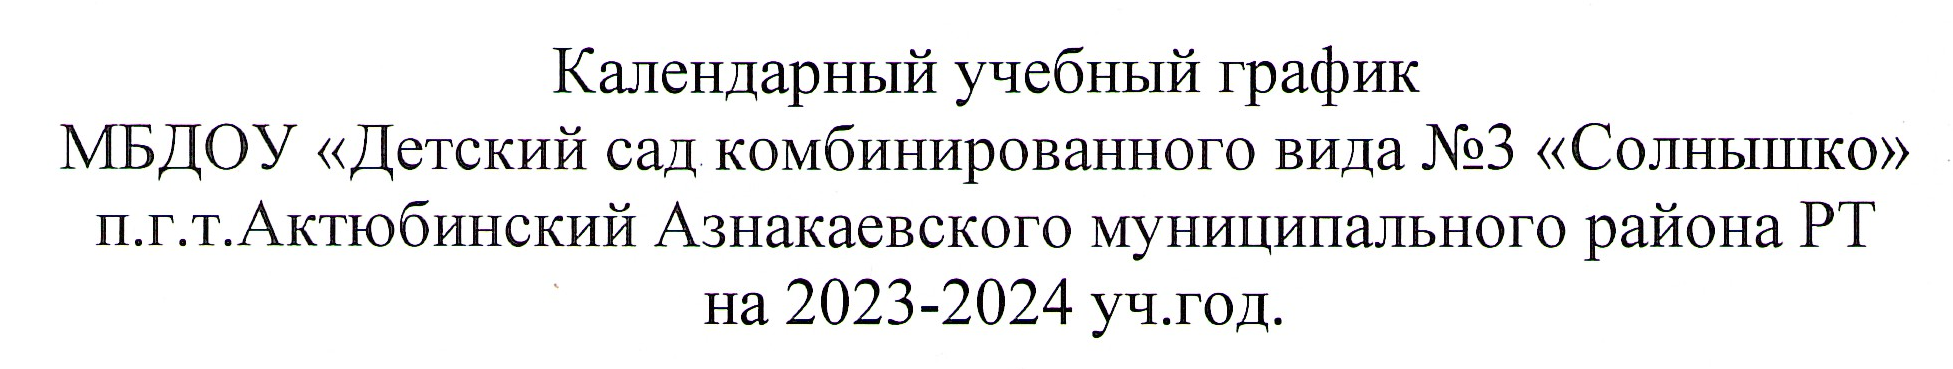 Календарный учебный график
МБДОУ «Детский сад комбинированного вида №3 «Солнышко»
п.г.т.Актюбинский Азнакаевского муниципального района РТ
на 2023-2024 уч.год.